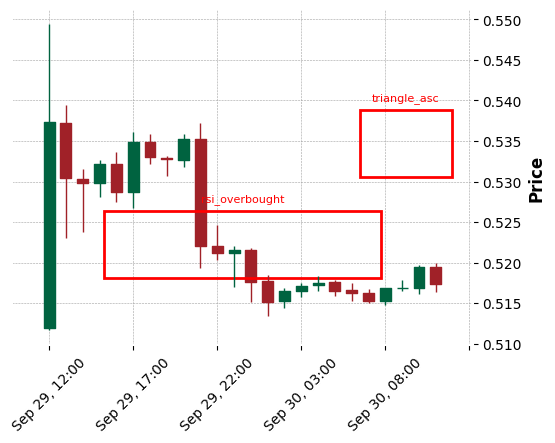 0.550
0.545
triangle_asc
0.540
0.535
0.530
rsi_overbought
0.525
0.520
0.515
0.510
Price
Sep 29, 12:00
Sep 29, 17:00
Sep 29, 22:00
Sep 30, 03:00
Sep 30, 08:00